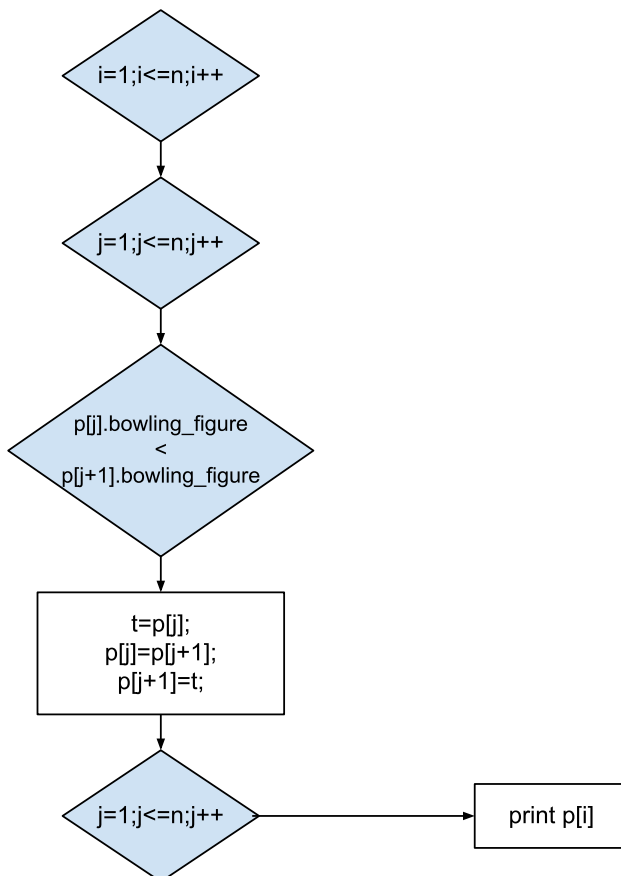 i=1;i<=n;i++
j=1;j<=n;j++
p[j].bowling_figure
<
p[j+1].bowling_figure
t=p[j];
p[j]=p[j+1];
p[j+1]=t;
j=1;j<=n;j++
print p[i]